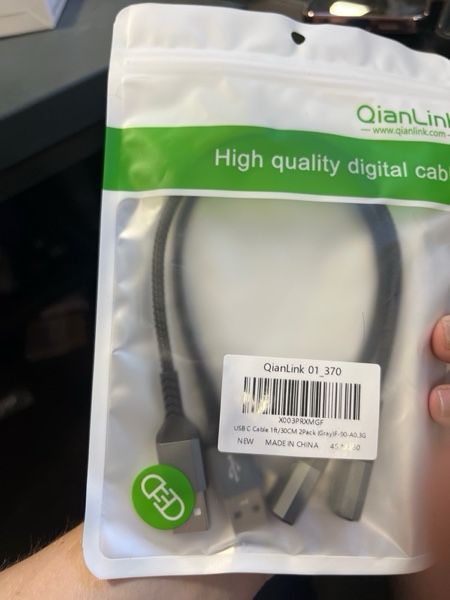 QianLink
— www.qianlink.com —
High quality digital cabl
QianLink 01_370
X003PRXMGF
USB C Cable 1ft/30CM 2Pack (Gray)F-90-A0.3G
NEW MADE IN CHINA